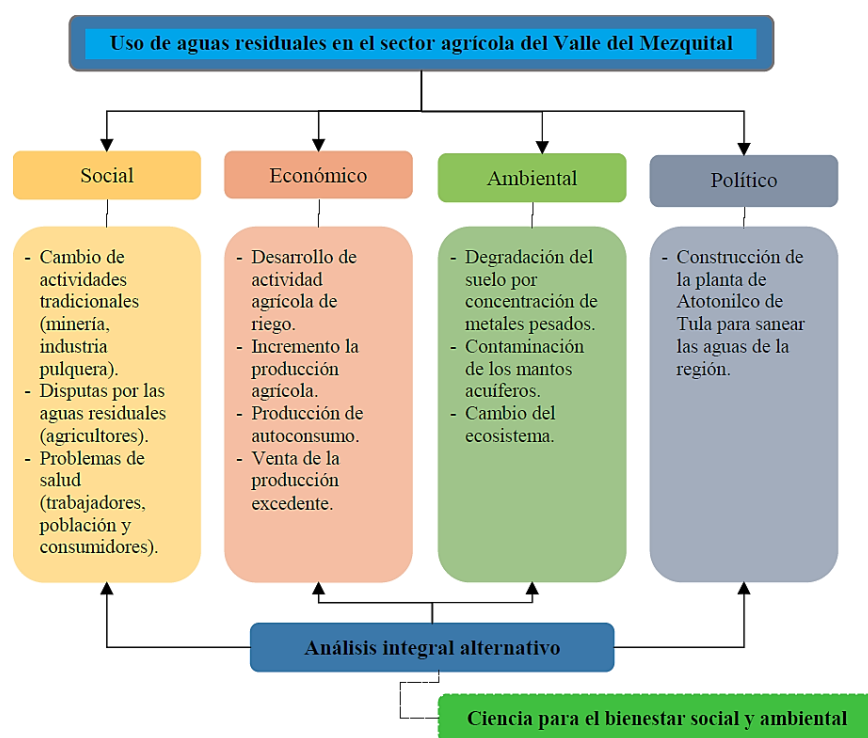 Uso de aguas residuales en el sector agrícola del Valle del Mezquital
Social
- Cambio de
actividades
tradicionales
(minería,
industria
pulquera).
- Disputas por las
aguas residuales
(agricultores).
- Problemas de
salud
(trabajadores,
población y
consumidores).
Económico
- Desarrollo de
actividad
agrícola de
riego.
- Incremento la
producción
agrícola.
- Producción de
autoconsumo.
- Venta de la
producción
excedente.
Ambiental
- Degradación del
suelo por
concentración de
metales pesados.
- Contaminación
de los mantos
acuíferos.
- Cambio del
ecosistema.
Político
- Construcción de
la planta de
Atotonilco de
Tula para sanear
las aguas de la
región.
Análisis integral alternativo
Ciencia para el bienestar social y ambiental